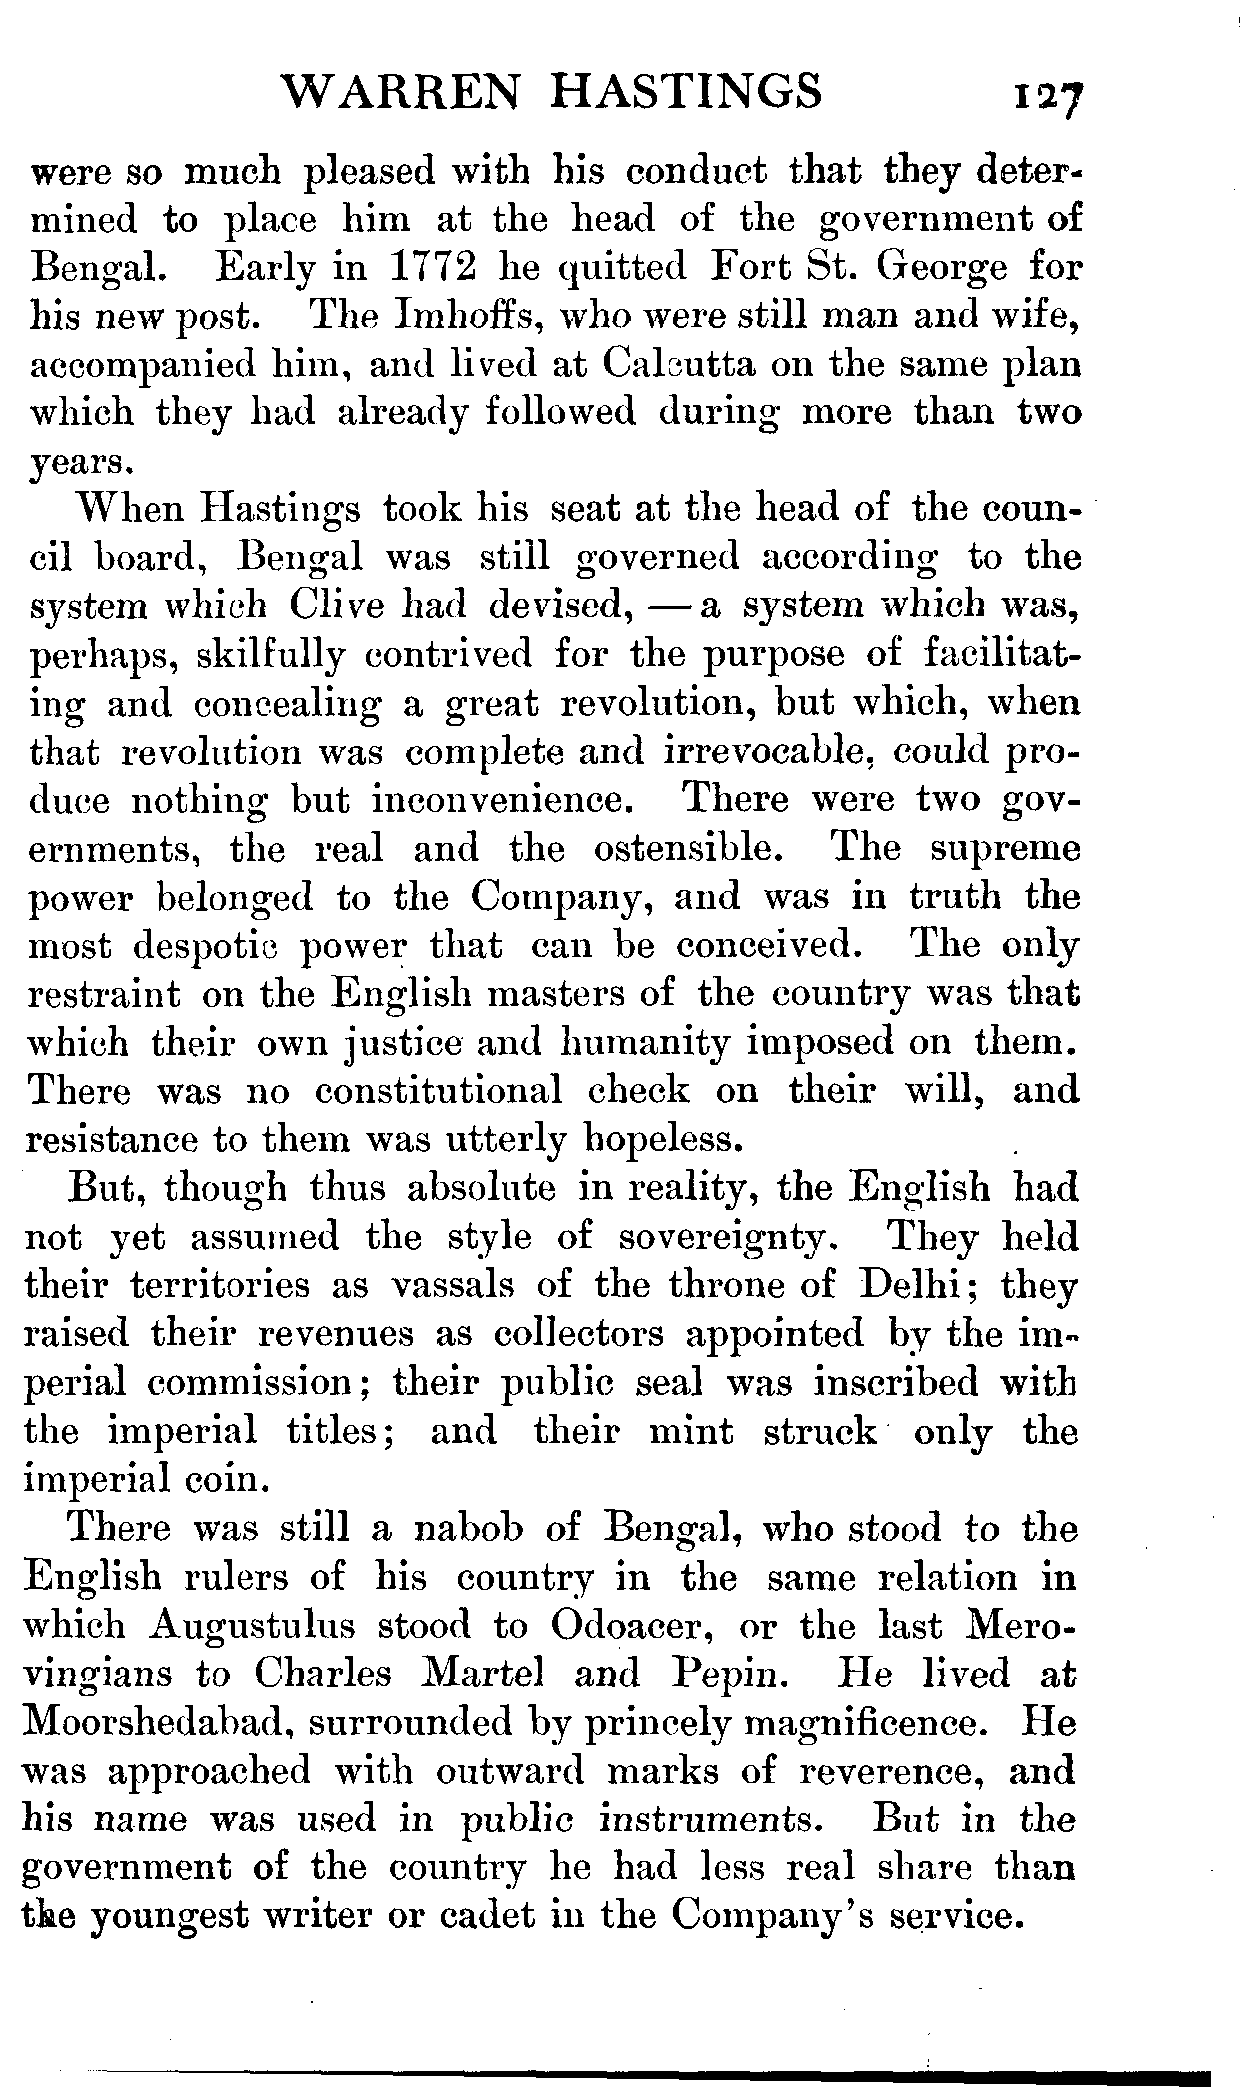 WARREN HASTINGS 127
were so much pleased with his conduct that they deter-
mined to place him at the head of the government of
Bengal. Early in 1772 he quitted Fort St. George for
his new post. The Imhoffs, who were still man and wife,
accompanied him, and lived at Calcutta on the same plan
which they had already followed during more than two
years.
When Hastings took his seat at the head of the coun-
cil board, Bengal was still governed according to the
system which Clive had devised, — a system which was,
perhaps, skilfully contrived for the purpose of facilitat-
ing and concealing a great revolution, but which, when
that revolution was complete and irrevocable, could pro-
duce nothing but inconvenience. There were two gov-
ernments, the real and the ostensible. The supreme
power belonged to the Company, and was in truth the
most despotic power that can be conceived. The only
restraint on the English masters of the country was that
which their own justice and humanity imposed on them.
There was no constitutional check on their will, and
resistance to them was utterly hopeless.
But, though thus absolute in reality, the English had
not yet assumed the style of sovereignty. They held
their territories as vassals of the throne of Delhi; they
raised their revenues as collectors appointed by the im-
perial commission; their public seal was inscribed with
the imperial titles; and their mint struck only the
imperial coin.
There was still a nabob of Bengal, who stood to the
English rulers of his country in the same relation in
which Augustulus stood to Odoacer, or the last Mero-
vingians to Charles Martel and Pepin. He lived at
Moorshedabad, surrounded by princely magnificence. He
was approached with outward marks of reverence, and
his name was used in public instruments. But in the
government of the country he had less real share than
the youngest writer or cadet in the Company's service.